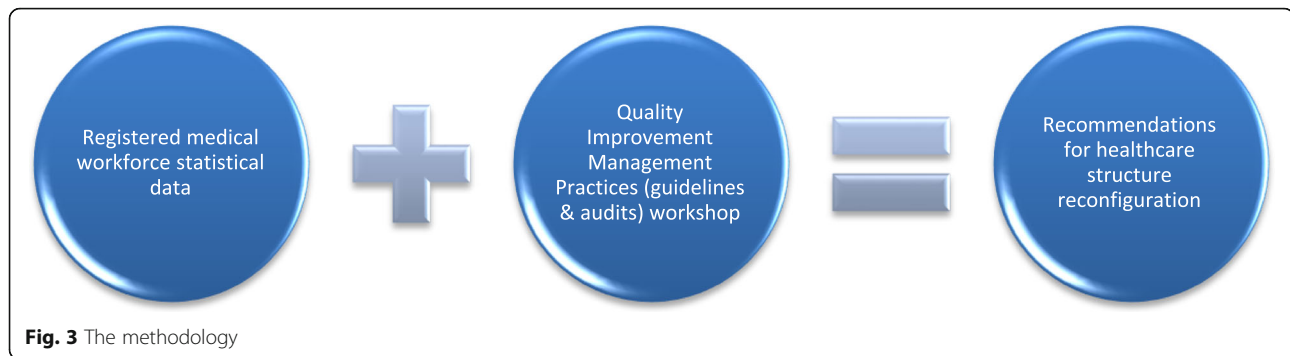 Registered medical
workforce statistical
data
Quality
Improvement
Management
Practices (guidelines
& audits) workshop
Recommendations
for healthcare
structure
reconfiguration
Fig. 3 The methodology